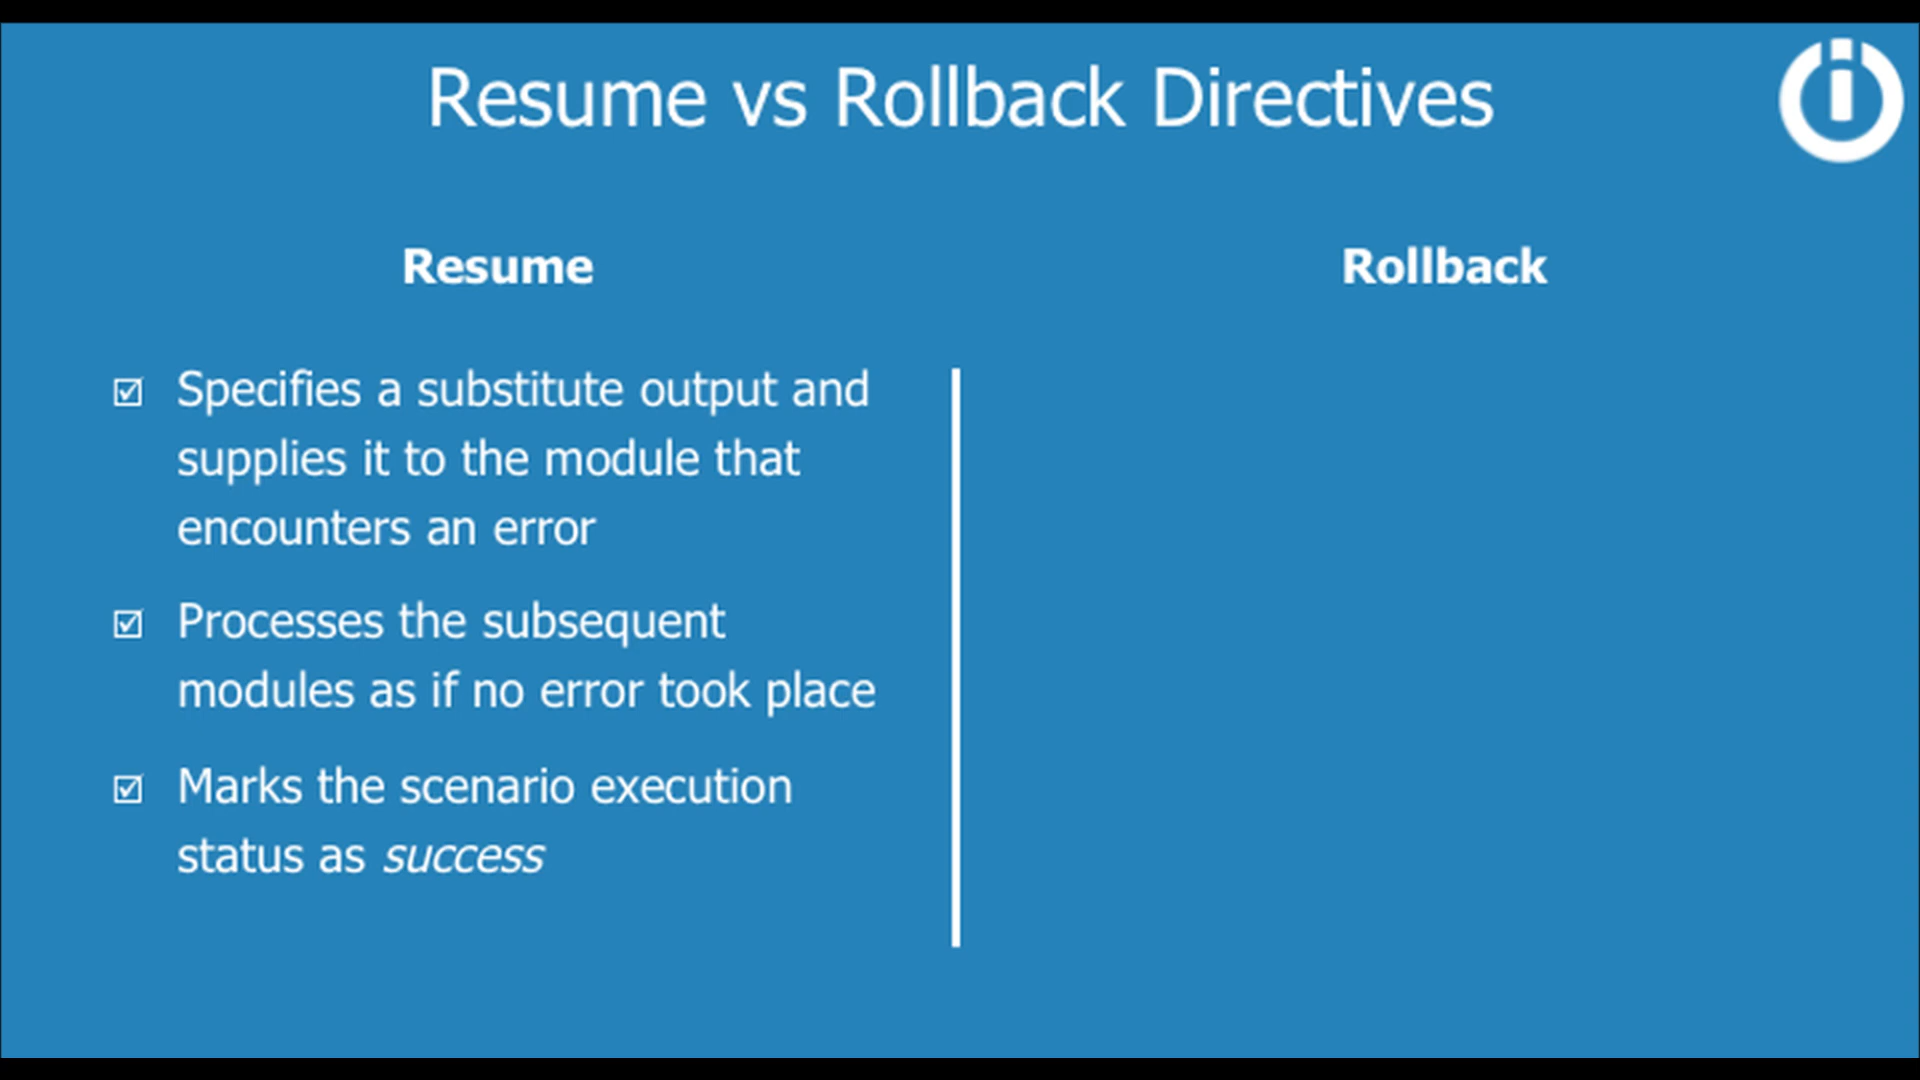 Resume vs Rollback Directives
Resume
Rollback
Specifies a substitute output and
supplies it to the module that
encounters an error
Processes the subsequent
modules as if no error took place
Marks the scenario execution
status as success